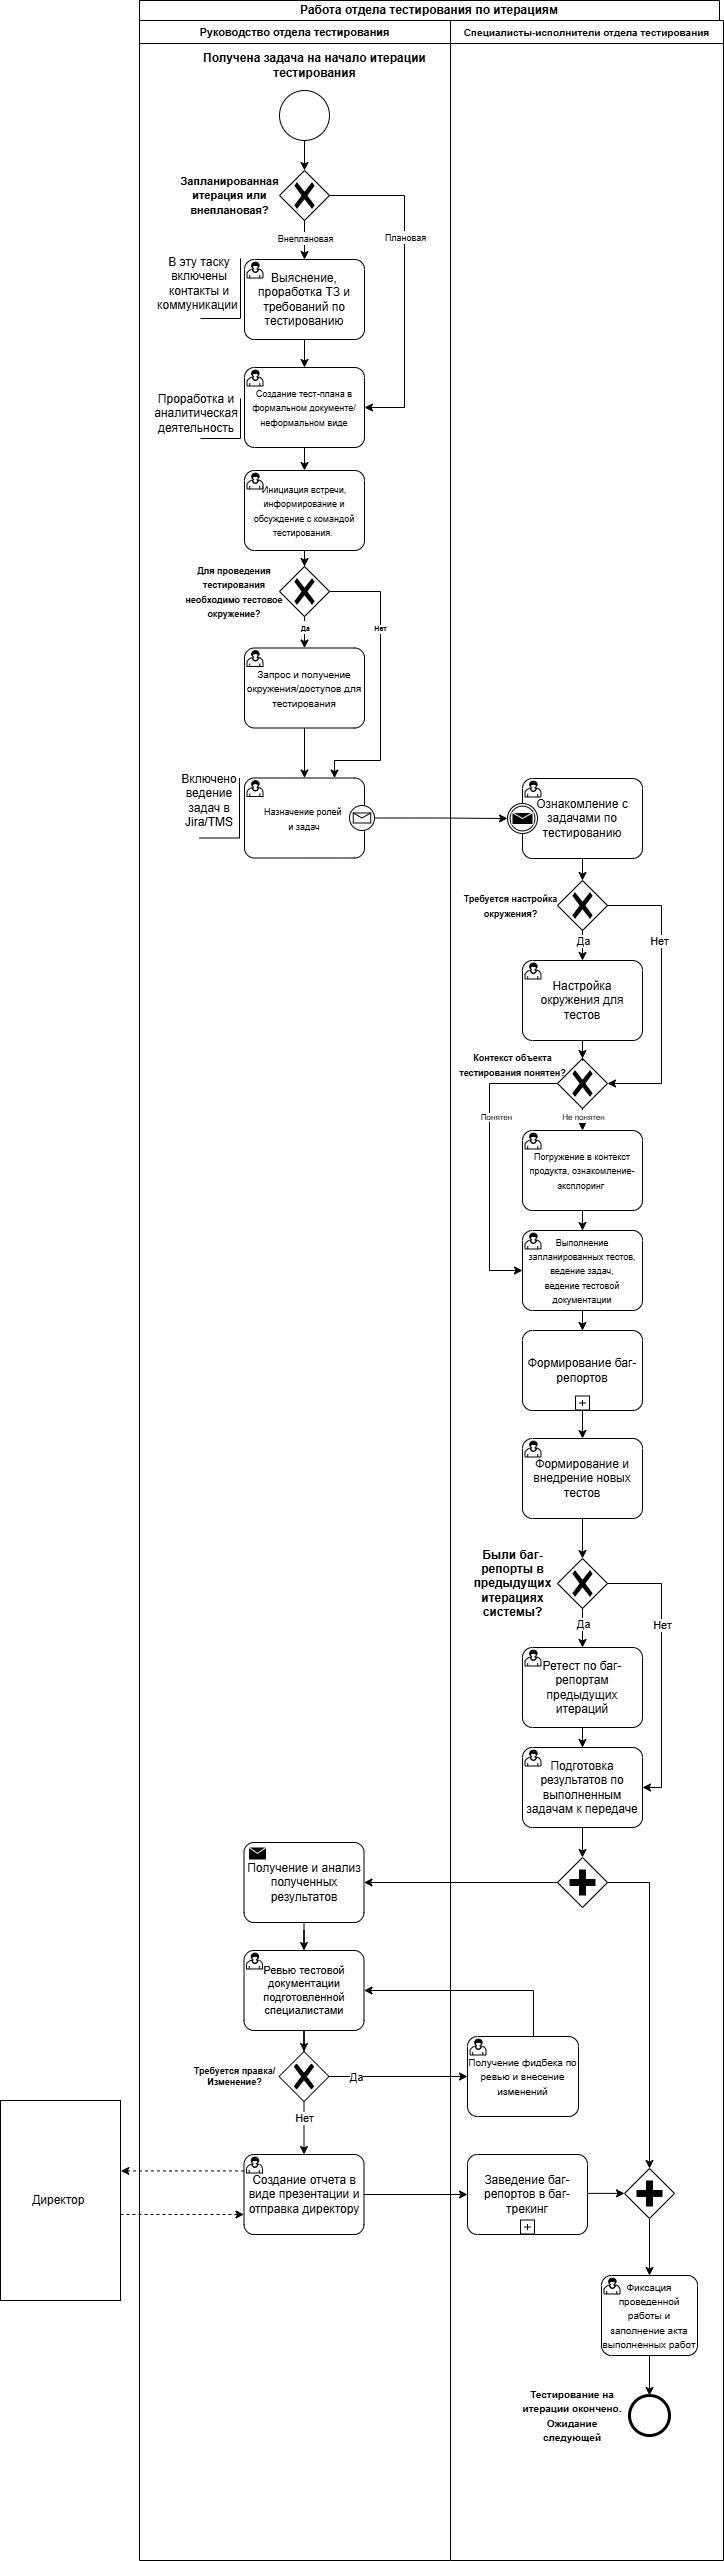 Работа отдела тестирования по итерациям
Руководство отдела тестирования
Специалисты-исполнители отдела тестирования
Получена задача на начало итерации
тестирования
Запланированная
итерация или
внеплановая?
Внеплановая
Плановая
В эту таску
включены
контакты и
коммуникации
Выяснение,
проработка ТЗ и
требований по
тестированию
Проработка и
аналитическая
деятельность
Создание тест-плана в
формальном документе/
неформальном виде
Инициация встречи,
информирование и
обсуждение с командой
тестирования.
Для проведения
тестирования
необходимо тестовое
окружение?
Да
Нет
Запрос и получение
окружения/доступов для
тестирования
Включено
ведение
задач в
Jira/TMS
Назначение ролей
и задач
Ознакомление с
задачами по
тестированию
Требуется настройка
окружения?
Да
Нет
Настройка
окружения для
тестов
Контекст объекта
тестирования понятен?
Понятен
Не понятен
Погружение в контекст
продукта, ознакомление-
эксплоринг
Выполнение
запланированных тестов,
ведение задач,
ведение тестовой
документации
Формирование баг-
репортов
Формирование и
внедрение новых
тестов
Были баг-
репорты в
предыдущих
итерациях
системы?
Да
Нет
Ретест по баг-
репортам
предыдущих
итераций
Подготовка
результатов по
выполненным
задачам к передаче
Получение и анализ
полученных
результатов
Ревью тестовой
документации
подготовленной
специалистами
Требуется правка/
Изменение?
Да
Нет
Получение фидбека по
ревью и внесение
изменений
Директор
Создание отчета в
виде презентации и
отправка директору
Заведение баг-
репортов в баг-
трекинг
Фиксация
проведенной
работы и
заполнение акта
выполненных работ
Тестирование на
итерации окончено.
Ожидание
следующей